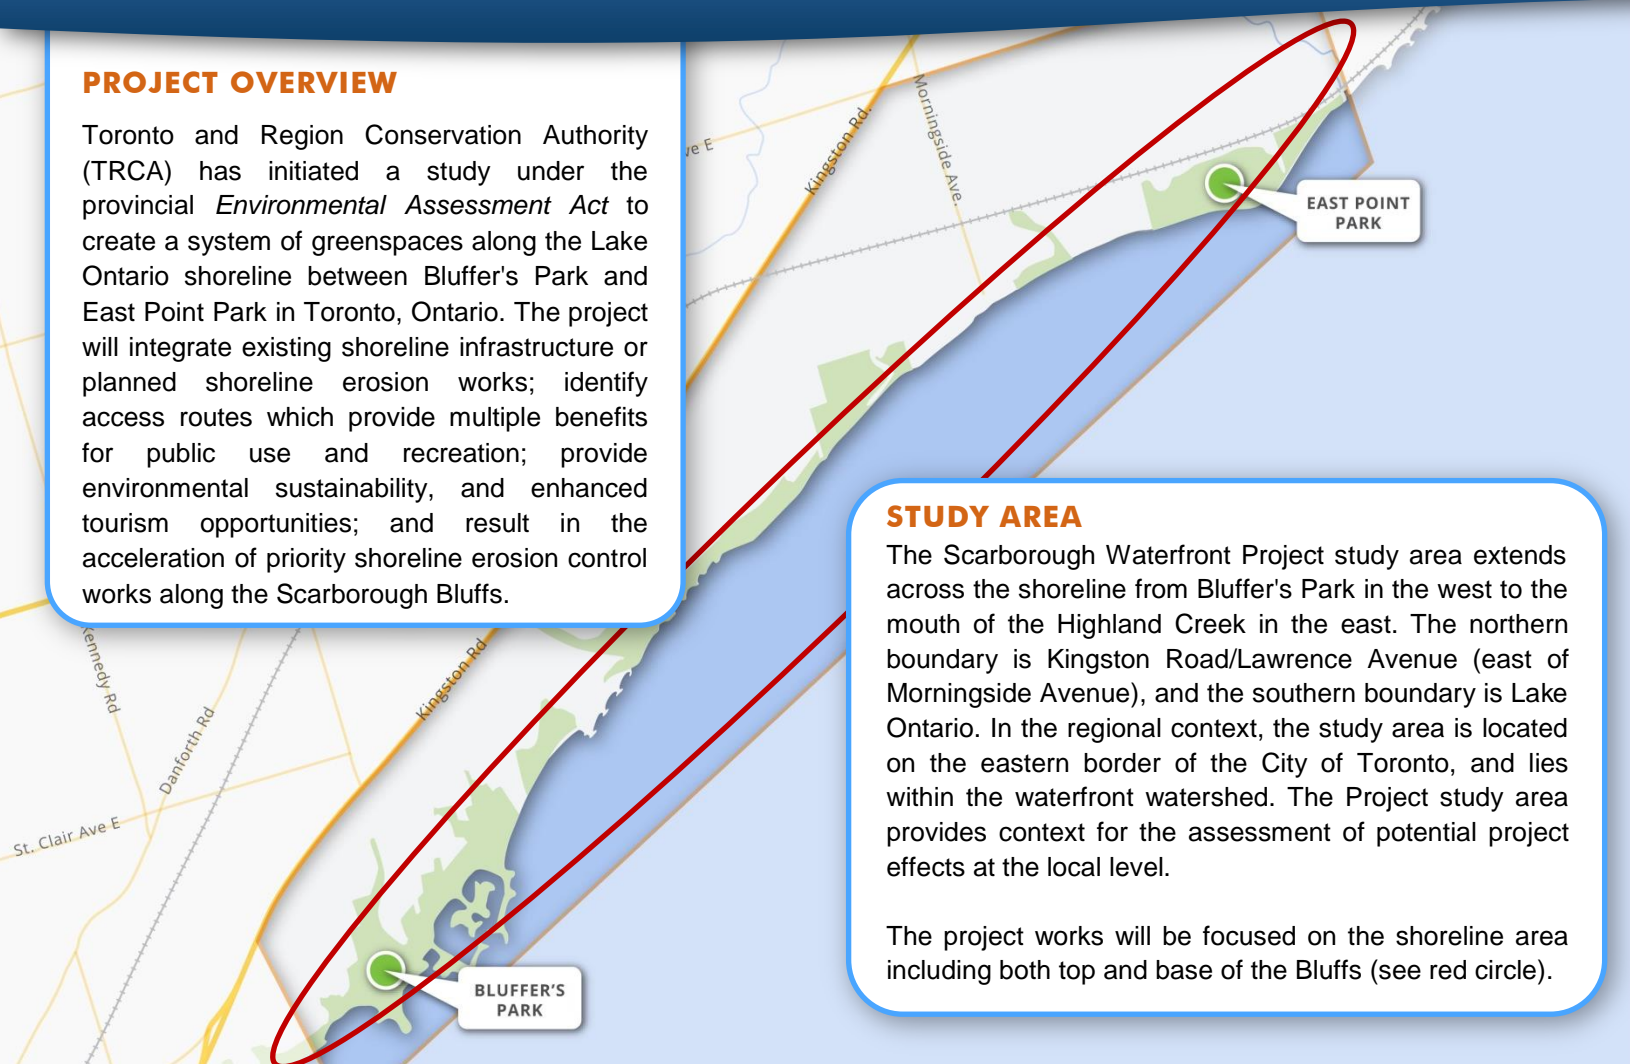 PROJECT OVERVIEW
Toronto and Region Conservation Authority
(TRCA) has initiated a study under the
provincial Environmental Assessment Act to
create a system of greenspaces along the Lake
Ontario shoreline between Bluffer's Park and
East Point Park in Toronto, Ontario. The project
will integrate existing shoreline infrastructure or
planned shoreline erosion works; identify
access routes which provide multiple benefits
for public use and recreation; provide
environmental sustainability, and enhanced
tourism opportunities; and result in the
acceleration of priority shoreline erosion control
works along the Scarborough Bluffs.
ve E
Kingston Rd.
Morningside Ave.
EAST POINT
PARK
STUDY AREA
The Scarborough Waterfront Project study area extends
across the shoreline from Bluffer's Park in the west to the
mouth of the Highland Creek in the east. The northern
boundary is Kingston Road/Lawrence Avenue (east of
Morningside Avenue), and the southern boundary is Lake
Ontario. In the regional context, the study area is located
on the eastern border of the City of Toronto, and lies
within the waterfront watershed. The Project study area
provides context for the assessment of potential project
effects at the local level.
The project works will be focused on the shoreline area
including both top and base of the Bluffs (see red circle).
Kennedy Rd
Danforth Rd
Kingston Rd
St. Clair Ave E
BLUFFER'S
PARK